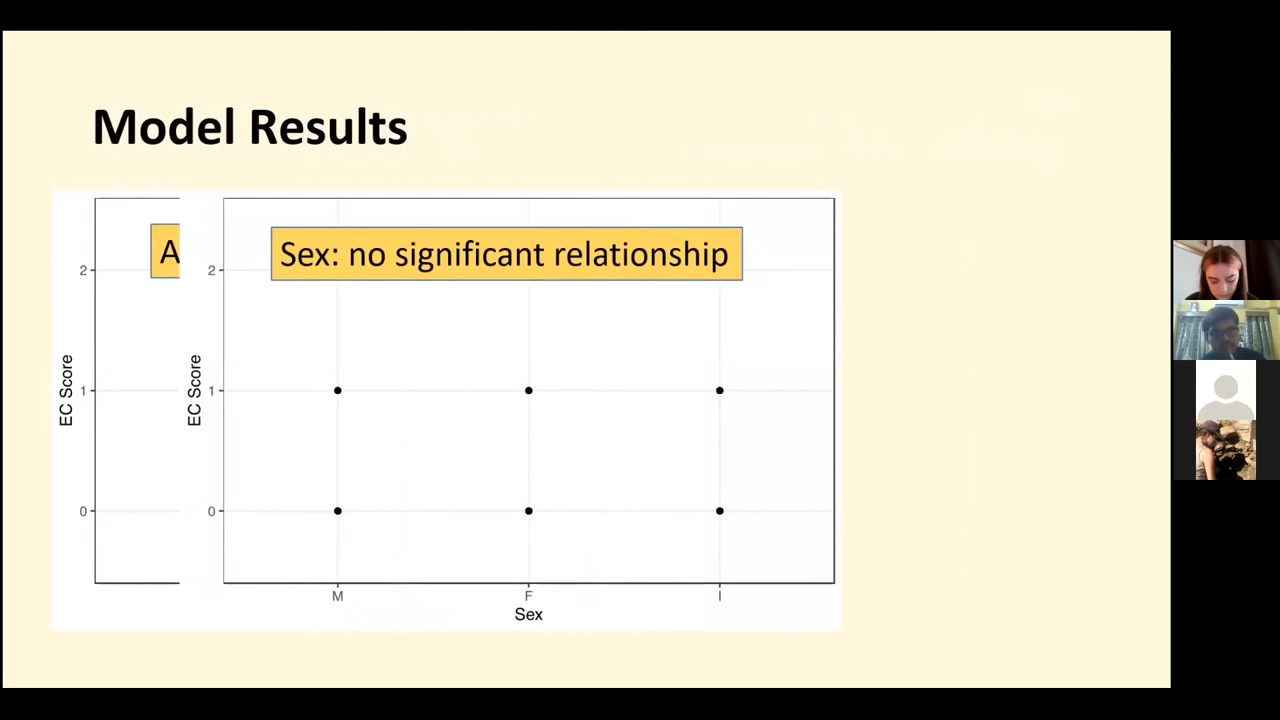 Model Results
A
Sex: no significant relationship
2
1
0
EC Score
2
1
0
EC Score
M F I
Sex